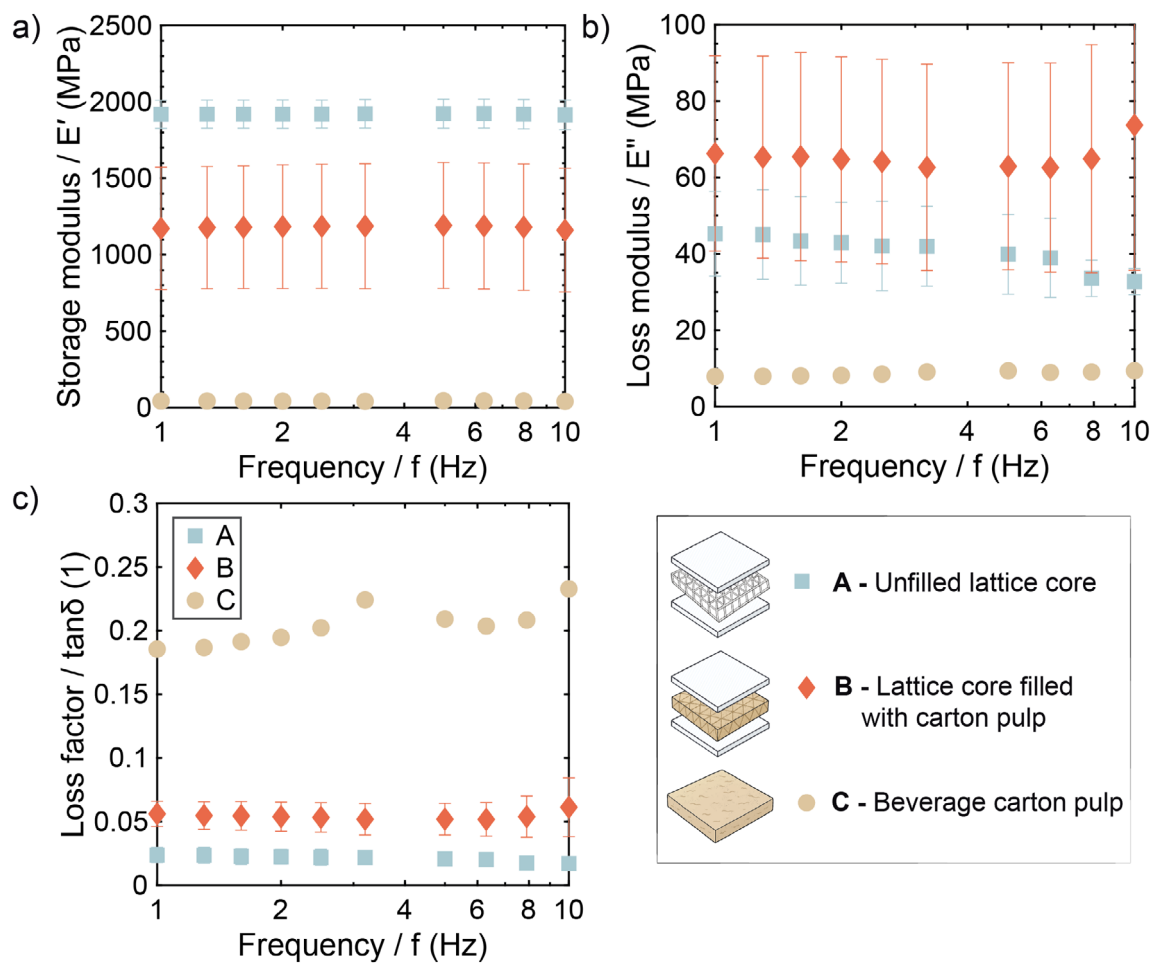 a)
2500
2000
1500
1000
500
0
Storage modulus / E′ (MPa)
1 2 4 6 8 10
Frequency / f (Hz)
b)
100
80
60
40
20
0
Loss modulus / E" (MPa)
1 2 4 6 8 10
Frequency / f (Hz)
c)
0.3
0.25
0.2
0.15
0.1
0.05
0
Loss factor / tanδ (1)
A
B
C
1 2 4 6 8 10
Frequency / f (Hz)
A - Unfilled lattice core
B - Lattice core filled
with carton pulp
C - Beverage carton pulp